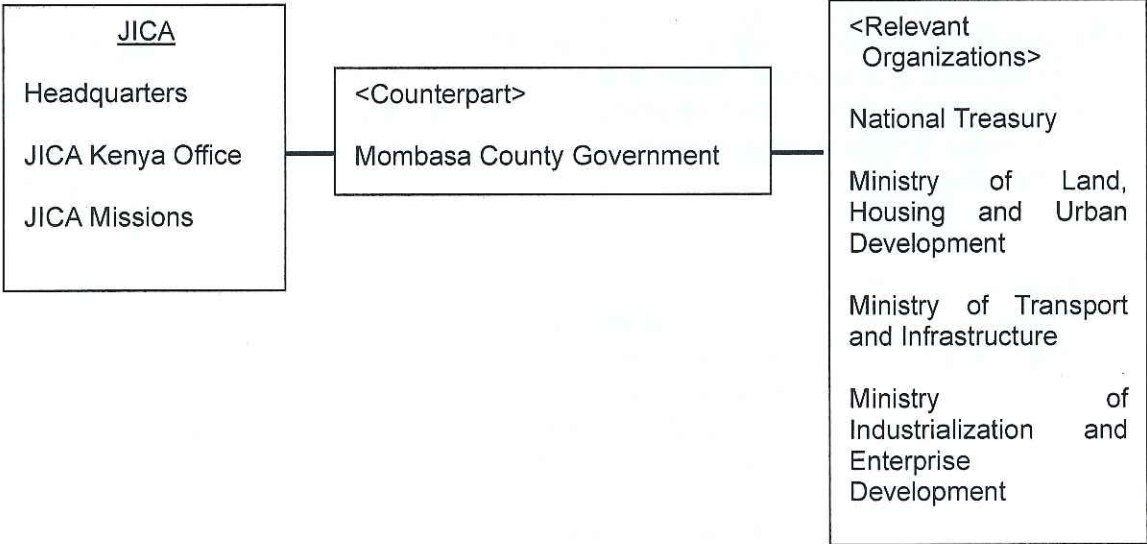 JICA
Headquarters
JICA Kenya Office
JICA Missions
<Counterpart>
Mombasa County Government
<Relevant
Organizations>
National Treasury
Ministry of Land,
Housing and Urban
Development
Ministry of Transport
and Infrastructure
Ministry of
Industrialization and
Enterprise
Development